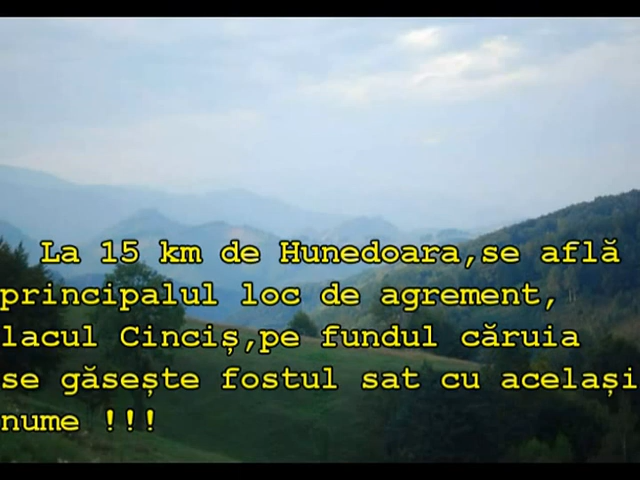 La 15 km de Hunedoara,se află
principalul loc de agrement,
lacul Cinciș,pe fundul căruia
se găsește fostul sat cu același
nume !!!